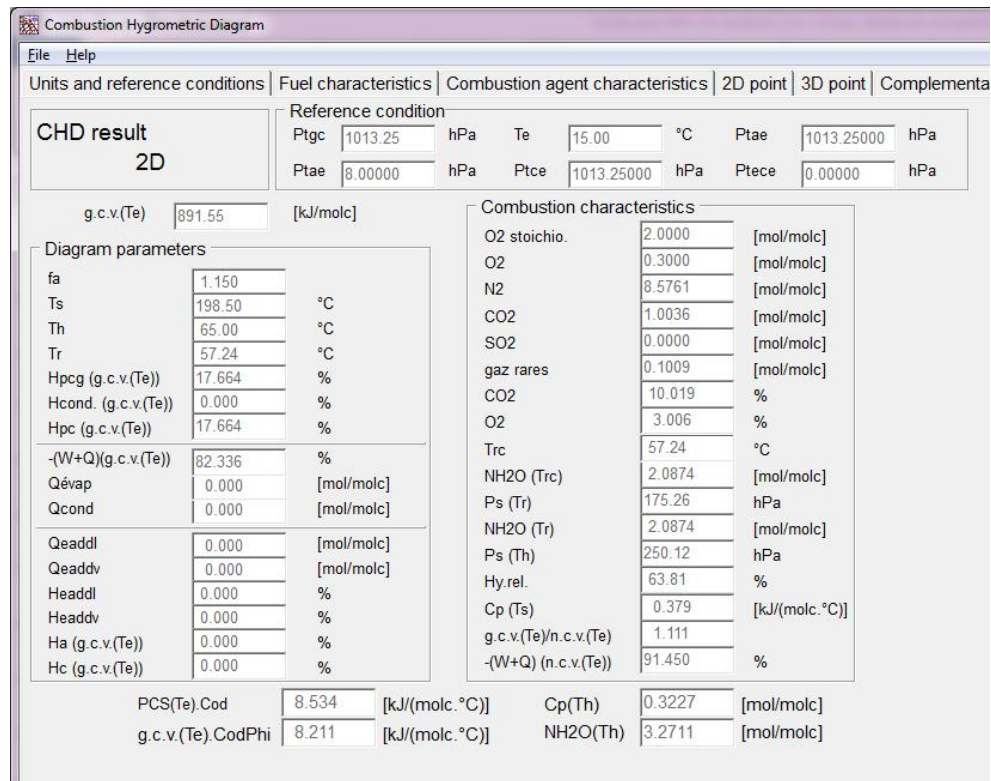 Combustion Hygrometric Diagram
File Help
Units and reference conditions Fuel characteristics Combustion agent characteristics 2D point 3D point Complementa
CHD result
2D
Reference condition
Ptgc 1013.25 hPa Te 15.00 °C Ptae 1013.25000 hPa
Ptae 8.00000 hPa Ptce 1013.25000 hPa Ptece 0.00000 hPa
g.c.v.(Te) 891.55 [kJ/molc]
Diagram parameters
fa 1.150
Ts 198.50 °C
Th 65.00 °C
Tr 57.24 °C
Hpcg (g.c.v.(Te)) 17.664 %
Hcond. (g.c.v.(Te)) 0.000 %
Hpc (g.c.v.(Te)) 17.664 %
-(W+Q)(g.c.v.(Te)) 82.336 %
Qévap 0.000 [mol/molc]
Qcond 0.000 [mol/molc]
Qeaddl 0.000 [mol/molc]
Qeaddv 0.000 [mol/molc]
Headdl 0.000 %
Headdv 0.000 %
Ha (g.c.v.(Te)) 0.000 %
Hc (g.c.v.(Te)) 0.000 %
Combustion characteristics
O2 stoichio. 2.0000 [mol/molc]
O2 0.3000 [mol/molc]
N2 8.5761 [mol/molc]
CO2 1.0036 [mol/molc]
SO2 0.0000 [mol/molc]
gaz rares 0.1009 [mol/molc]
CO2 10.019 %
O2 3.006 %
Trc 57.24 °C
NH2O (Trc) 2.0874 [mol/molc]
Ps (Tr) 175.26 hPa
NH2O (Tr) 2.0874 [mol/molc]
Ps (Th) 250.12 hPa
Hy.rel. 63.81 %
Cp (Ts) 0.379 [kJ/(molc.°C)]
g.c.v.(Te)/n.c.v.(Te) 1.111
-(W+Q) (n.c.v.(Te)) 91.450 %
PCS(Te).Cod 8.534 [kJ/(molc.°C)] Cp(Th) 0.3227 [mol/molc]
g.c.v.(Te).CodPhi 8.211 [kJ/(molc.°C)] NH2O(Th) 3.2711 [mol/molc]